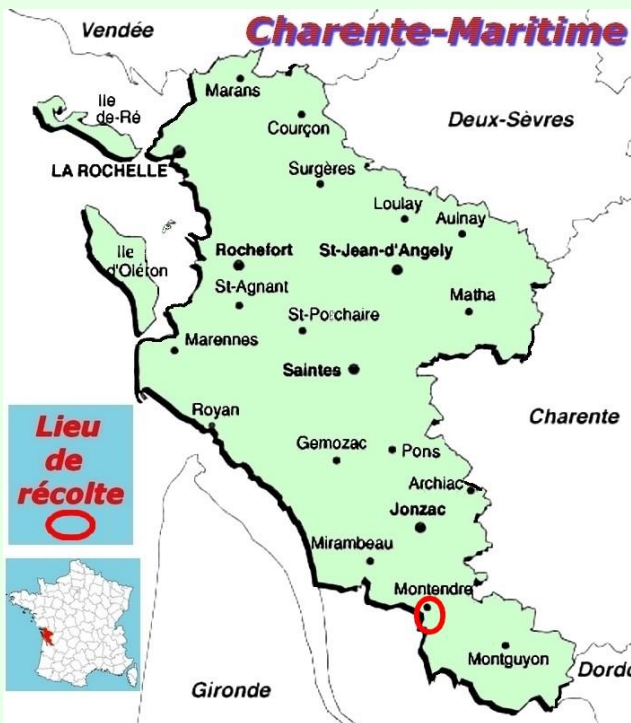 Charente-Maritime
Vendée
Marans
Ile
de-Ré
Courçon
Deux-Sèvres
LA ROCHELLE
Surgères
Loulay
Aulnay
Ile
d'Oléron
Rochefort
St-Jean-d'Angely
St-Agnant
Matha
St-Porchaire
Marennes
Saintes
Royan
Charente
Lieu
de
récolte
Gemozac
Pons
Archiac
Jonzac
Mirambeau
Montendre
Montguyon
Dordo
Gironde